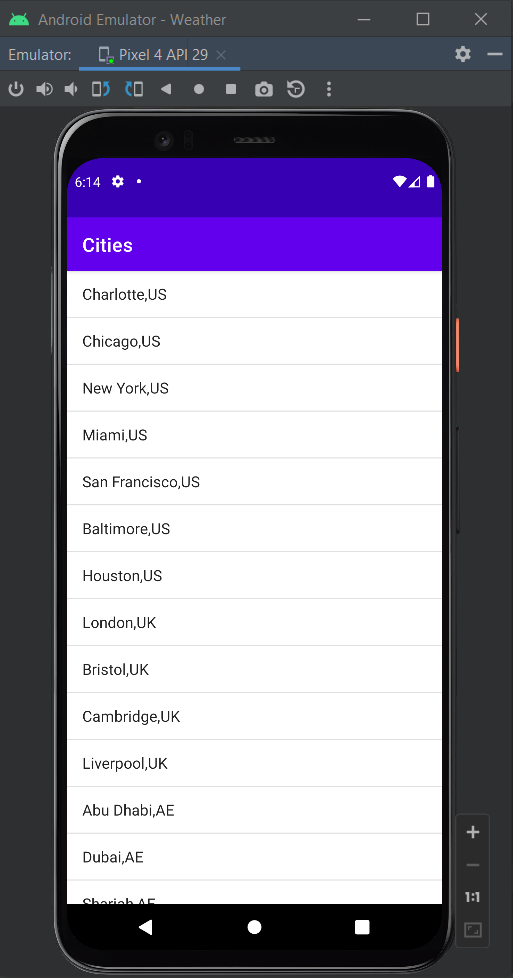 Android Emulator - Weather
Emulator: Pixel 4 API 29
6:14
Cities
Charlotte,US
Chicago,US
New York,US
Miami,US
San Francisco,US
Baltimore,US
Houston,US
London,UK
Bristol,UK
Cambridge,UK
Liverpool,UK
Abu Dhabi,AE
Dubai,AE
Sharjah,AE
1:1